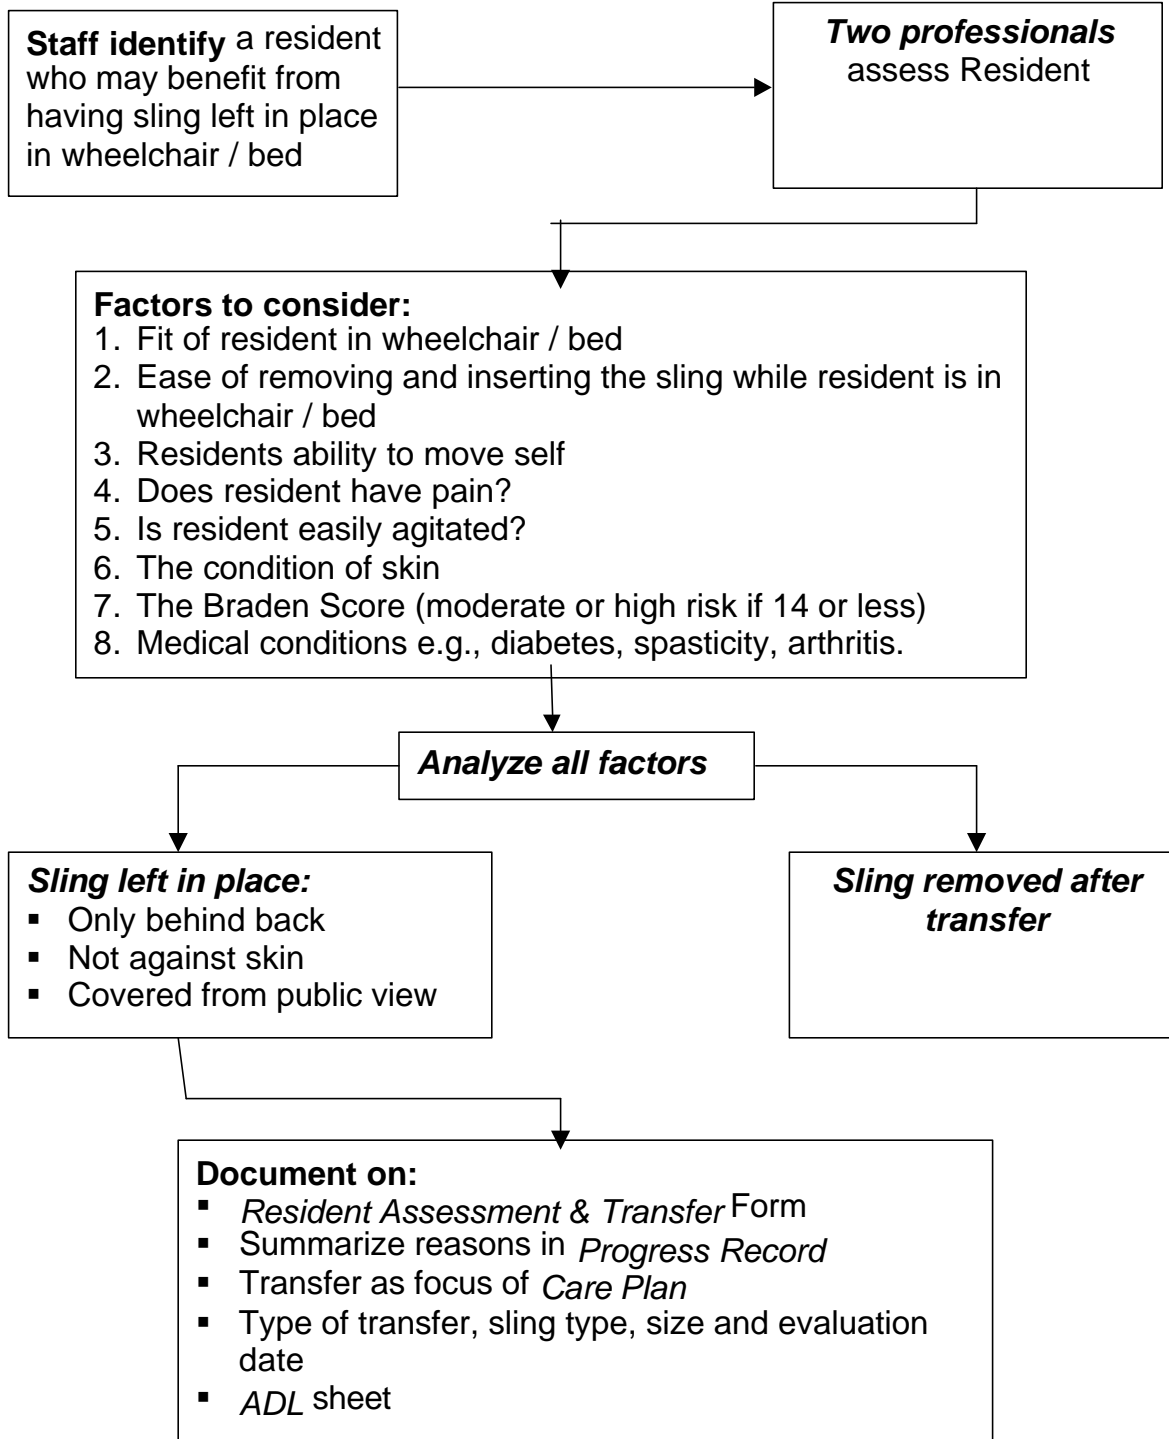 Staff identify a resident
who may benefit from
having sling left in place
in wheelchair / bed
Two professionals
assess Resident
Factors to consider:
1. Fit of resident in wheelchair / bed
2. Ease of removing and inserting the sling while resident is in
wheelchair / bed
3. Residents ability to move self
4. Does resident have pain?
5. Is resident easily agitated?
6. The condition of skin
7. The Braden Score (moderate or high risk if 14 or less)
8. Medical conditions e.g., diabetes, spasticity, arthritis.
Analyze all factors
Sling left in place:
▪ Only behind back
▪ Not against skin
▪ Covered from public view
Sling removed after
transfer
Document on:
▪ Resident Assessment & Transfer Form
▪ Summarize reasons in Progress Record
▪ Transfer as focus of Care Plan
▪ Type of transfer, sling type, size and evaluation
date
▪ ADL sheet